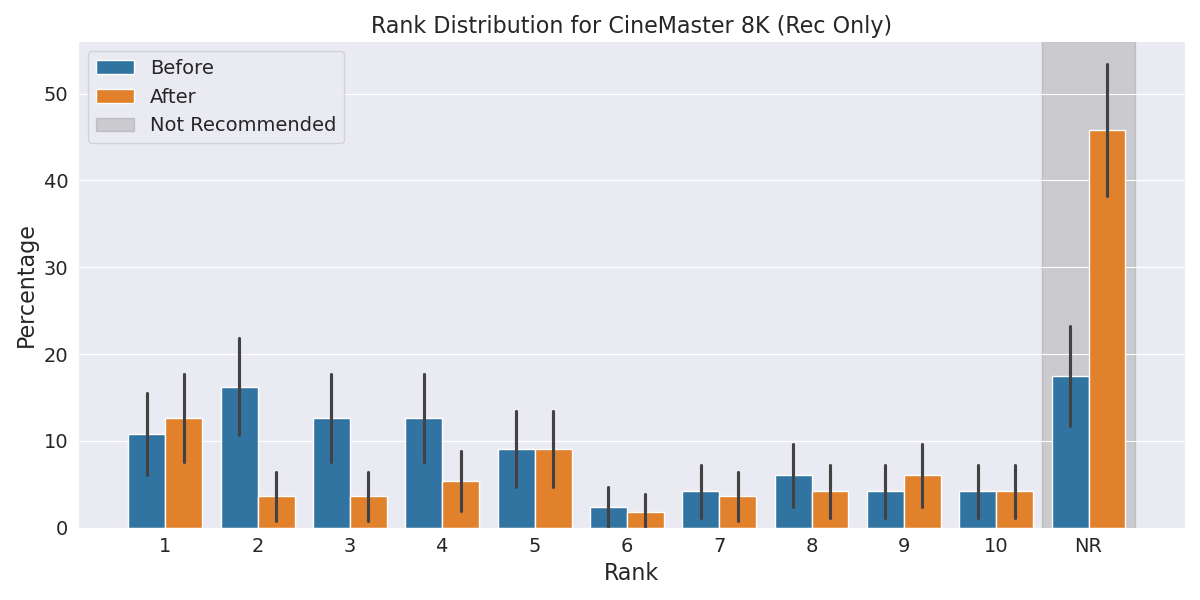 Rank Distribution for CineMaster 8K (Rec Only)
Before
After
Not Recommended
Percentage
50
40
30
20
10
0
1 2 3 4 5 6 7 8 9 10 NR
Rank